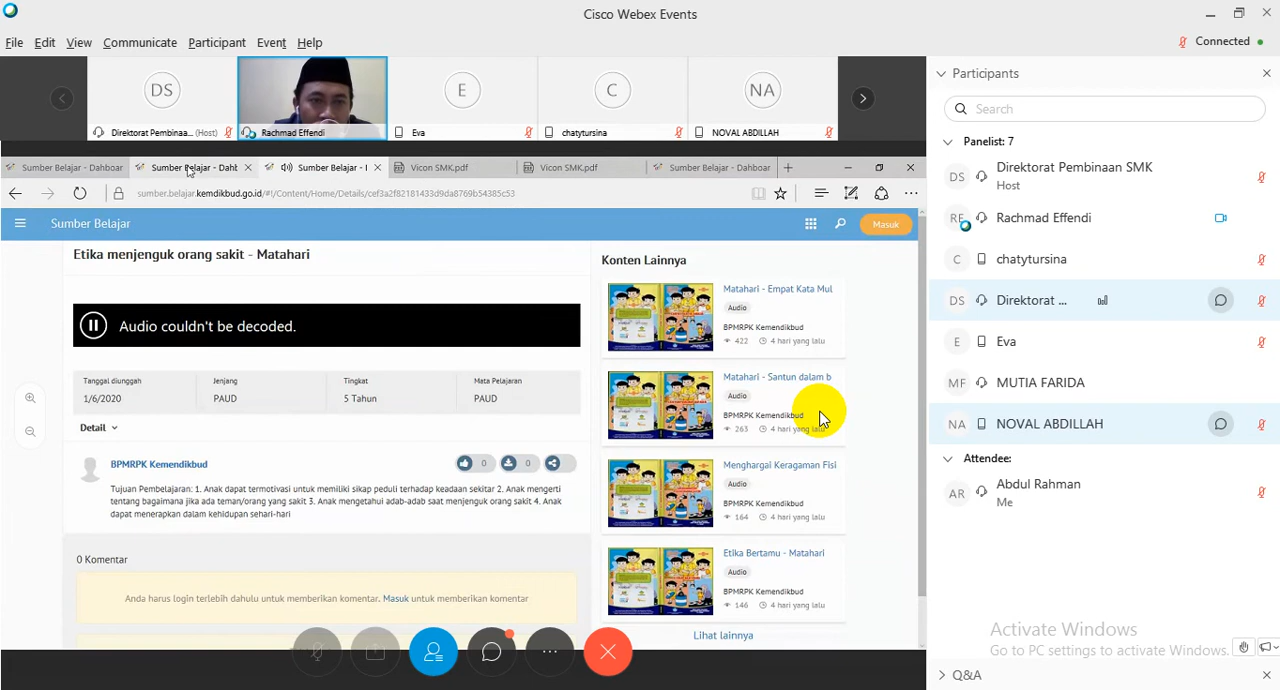 Cisco Webex Events
File Edit View Communicate Participant Event Help
Connected
DS
Direktorat Pembinaa... (Host)
Rachmad Effendi
E
Eva
C
chatytursina
NA
NOVAL ABDILLAH
Sumber Belajar - Dahboar
Sumber Belajar - Dahb
Sumber Belajar - I
Vicon SMK.pdf
Vicon SMK.pdf
Sumber Belajar - Dahboar
sumber.belajar.kemdikbud.go.id/#!/Content/Home/Details/cef3a2f82181433d9da8769b54385c53
Sumber Belajar
Masuk
Etika menjenguk orang sakit - Matahari
Audio couldn't be decoded.
Tanggal diunggah Jenjang Tingkat Mata Pelajaran
1/6/2020 PAUD 5 Tahun PAUD
Detail
BPMRPK Kemendikbud
0 0
Tujuan Pembelajaran: 1. Anak dapat termotivasi untuk memiliki sikap peduli terhadap keadaan sekitar 2. Anak mengerti
tentang bagaimana jika ada teman/orang yang sakit 3. Anak mengetahui adab-adab saat menjenguk orang sakit 4. Anak
dapat menerapkan dalam kehidupan sehari-hari
0 Komentar
Anda harus login terlebih dahulu untuk memberikan komentar. Masuk untuk memberikan komentar
Konten Lainnya
Matahari - Empat Kata Mul
Audio
BPMRPK Kemendikbud
422 4 hari yang lalu
Matahari - Santun dalam b
Audio
BPMRPK Kemendikbud
263 4 hari yang lalu
Menghargai Keragaman Fisi
Audio
BPMRPK Kemendikbud
164 4 hari yang lalu
Etika Bertamu - Matahari
Audio
BPMRPK Kemendikbud
146 4 hari yang lalu
Lihat lainnya
Participants
Search
Panelist: 7
DS Direktorat Pembinaan SMK
Host
RE Rachmad Effendi
C chatytursina
DS Direktorat ...
E Eva
MF MUTIA FARIDA
NA NOVAL ABDILLAH
Attendee:
AR Abdul Rahman
Me
Activate Windows
Go to PC settings to activate Windows.
Q&A